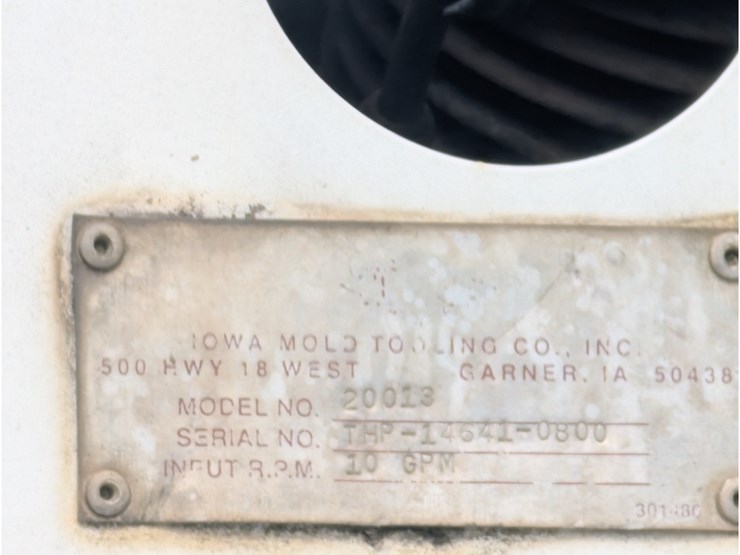 IOWA MOLD TOOLING CO., INC.
500 HWY 18 WEST GARNER, IA 50438
MODEL NO. 20013
SERIAL NO. THP-14641-0800
INPUT R.P.M. 10 GPM